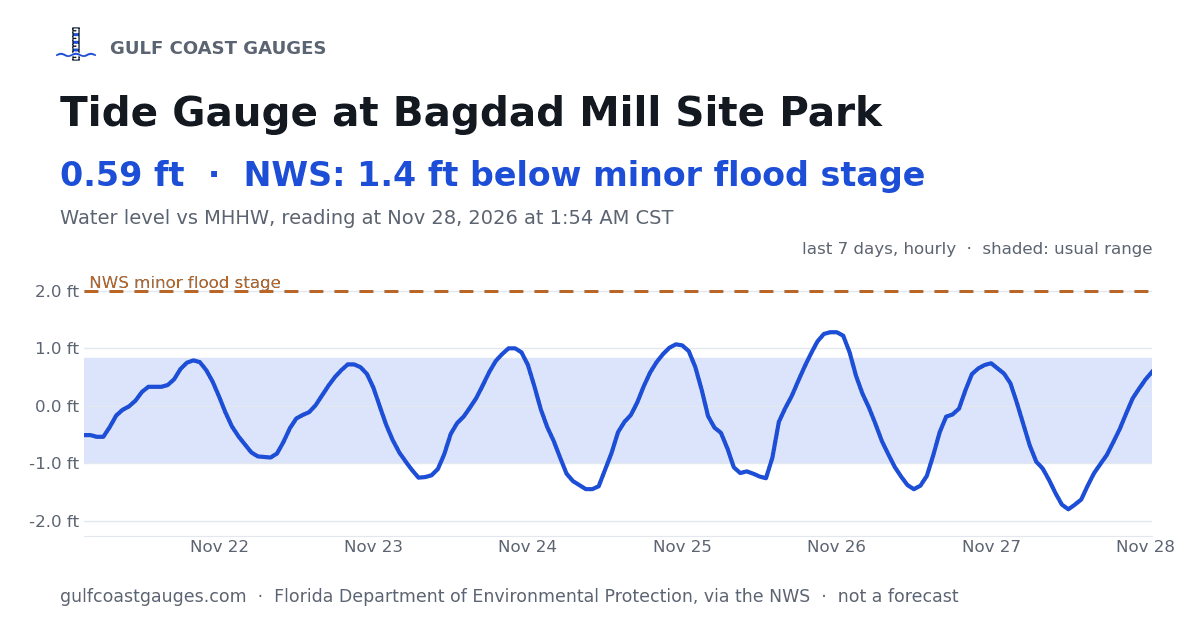 GULF COAST GAUGES
Tide Gauge at Bagdad Mill Site Park
0.59 ft · NWS: 1.4 ft below minor flood stage
Water level vs MHHW, reading at Nov 28, 2026 at 1:54 AM CST
last 7 days, hourly · shaded: usual range
NWS minor flood stage
2.0 ft
1.0 ft
0.0 ft
-1.0 ft
-2.0 ft
Nov 22 Nov 23 Nov 24 Nov 25 Nov 26 Nov 27 Nov 28
gulfcoastgauges.com · Florida Department of Environmental Protection, via the NWS · not a forecast